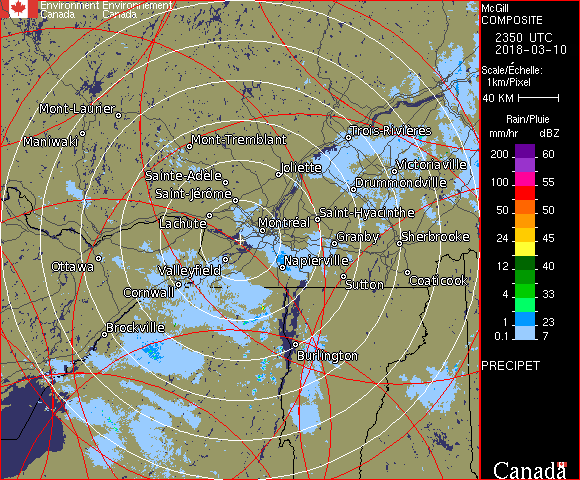 Environment Environnement
Canada Canada
McGill
COMPOSITE
2350 UTC
2018-03-10
Scale/Échelle:
1km/Pixel
40 KM
Rain/Pluie
mm/hr dBZ
200 60
57
100 55
50 50
24 45
12 40
4 33
1 23
0.1 7
PRECIPET
Canada
Mont-Laurier
Maniwaki
Mont-Tremblant
Trois-Rivières
Joliette
Victoriaville
Sainte-Adèle
Drummondville
Saint-Jérôme
Lachute
Saint-Hyacinthe
Montréal
Granby
Sherbrooke
Ottawa
Valleyfield
Napierville
Cornwall
Sutton
Coaticook
Brockville
Burlington